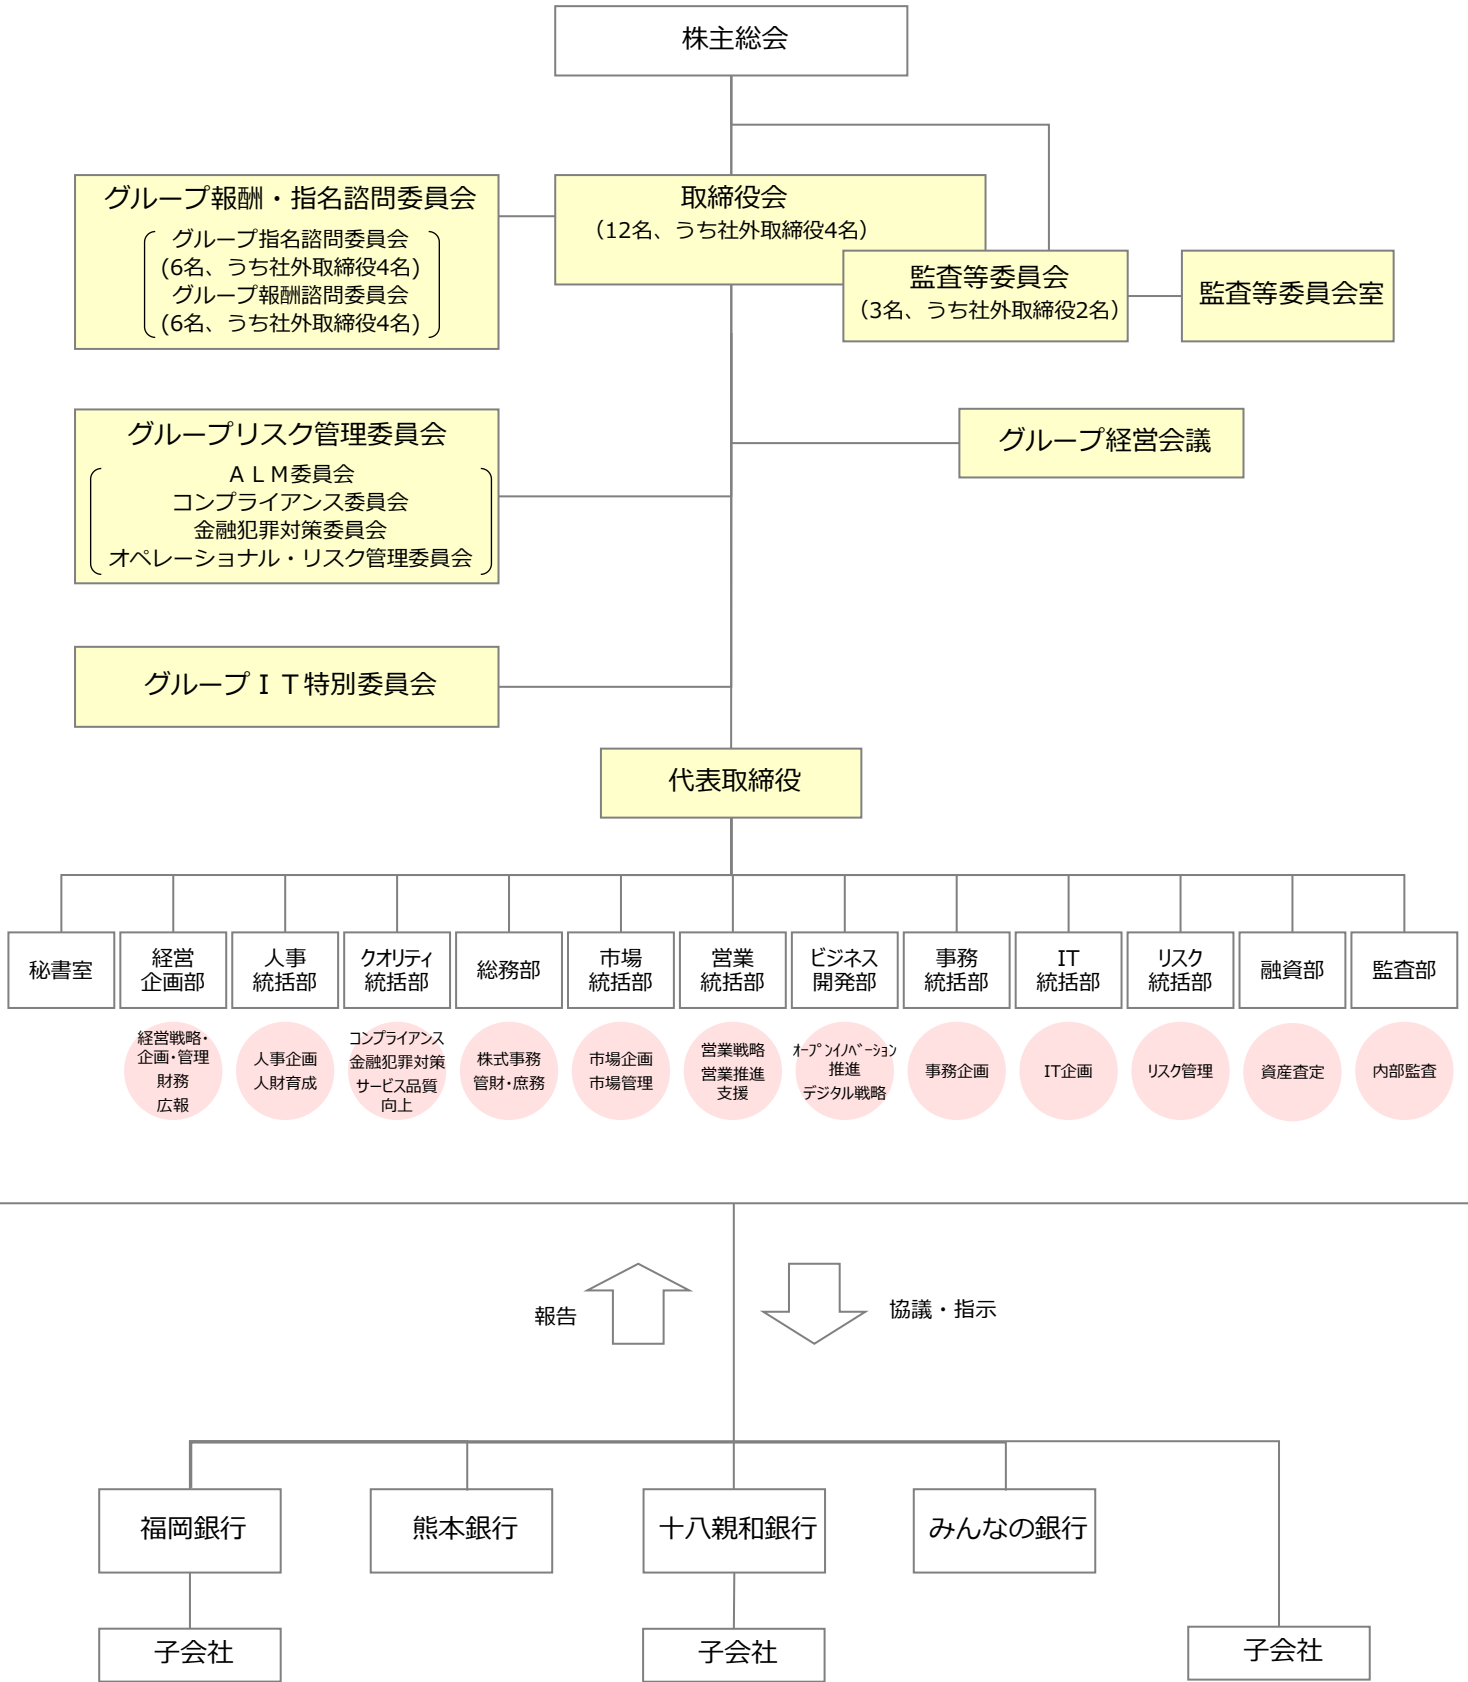 株主総会
グループ報酬・指名諮問委員会
グループ指名諮問委員会
(6名、うち社外取締役4名)
グループ報酬諮問委員会
(6名、うち社外取締役4名)
取締役会
（12名、うち社外取締役4名）
監査等委員会
（3名、うち社外取締役2名）
監査等委員会室
グループリスク管理委員会
ＡＬＭ委員会
コンプライアンス委員会
金融犯罪対策委員会
オペレーショナル・リスク管理委員会
グループ経営会議
グループＩＴ特別委員会
代表取締役
秘書室
経営
企画部
人事
統括部
クオリティ
統括部
総務部
市場
統括部
営業
統括部
ビジネス
開発部
事務
統括部
IT
統括部
リスク
統括部
融資部
監査部
経営戦略・
企画・管理
財務
広報
人事企画
人財育成
コンプライアンス
金融犯罪対策
サービス品質
向上
株式事務
管財・庶務
市場企画
市場管理
営業戦略
営業推進
支援
ｵｰﾌﾟﾝｲﾉﾍﾞｰｼｮﾝ
推進
デジタル戦略
事務企画
IT企画
リスク管理
資産査定
内部監査
報告
協議・指示
福岡銀行
熊本銀行
十八親和銀行
みんなの銀行
子会社
子会社
子会社